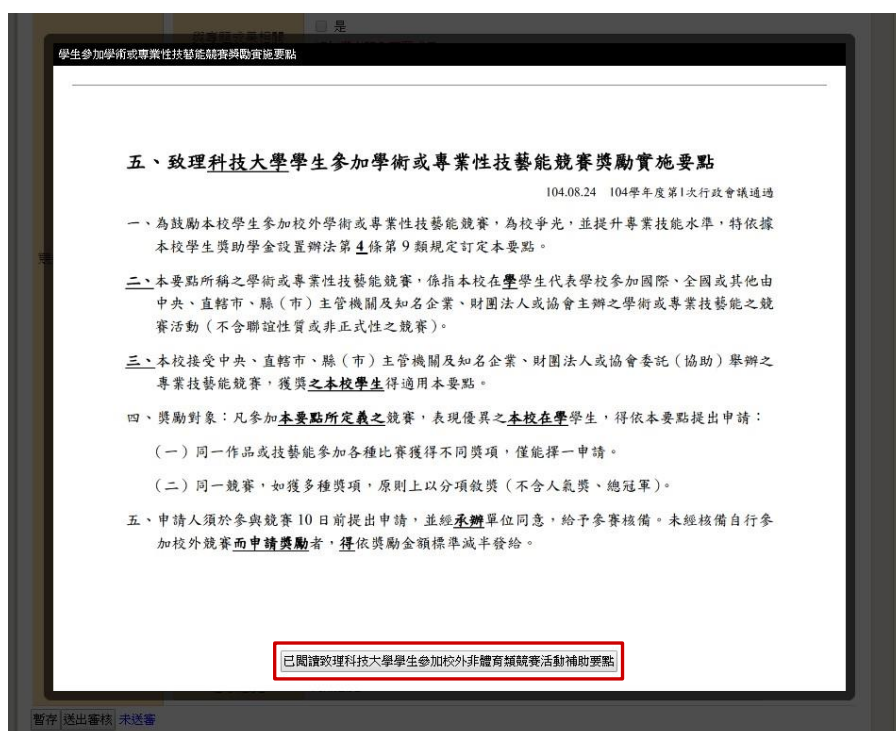 是
學生參加學術或專業性技藝能競賽獎勵實施要點
五、致理科技大學學生參加學術或專業性技藝能競賽獎勵實施要點
104.08.24 104學年度第1次行政會議通過
一、為鼓勵本校學生參加校外學術或專業性技藝能競賽，為校爭光，並提升專業技能水準，特依據
本校學生獎助學金設置辦法第 4 條第 9 類規定訂定本要點。
二、本要點所稱之學術或專業性技藝能競賽，係指本校在學學生代表學校參加國際、全國或其他由
中央、直轄市、縣（市）主管機關及知名企業、財團法人或協會主辦之學術或專業技藝能之競
賽活動（不含聯誼性質或非正式性之競賽）。
三、本校接受中央、直轄市、縣（市）主管機關及知名企業、財團法人或協會委託（協助）舉辦之
專業技藝能競賽，獲獎之本校學生得適用本要點。
四、獎勵對象：凡參加本要點所定義之競賽，表現優異之本校在學學生，得依本要點提出申請：
（一）同一作品或技藝能參加各種比賽獲得不同獎項，僅能擇一申請。
（二）同一競賽，如獲多種獎項，原則上以分項敘獎（不含人氣獎、總冠軍）。
五、申請人須於參與競賽 10 日前提出申請，並經承辦單位同意，給予參賽核備。未經核備自行參
加校外競賽而申請獎勵者，得依獎勵金額標準減半發給。
已閱讀致理科技大學學生參加校外非體育類競賽活動補助要點
暫存 送出審核 未送審